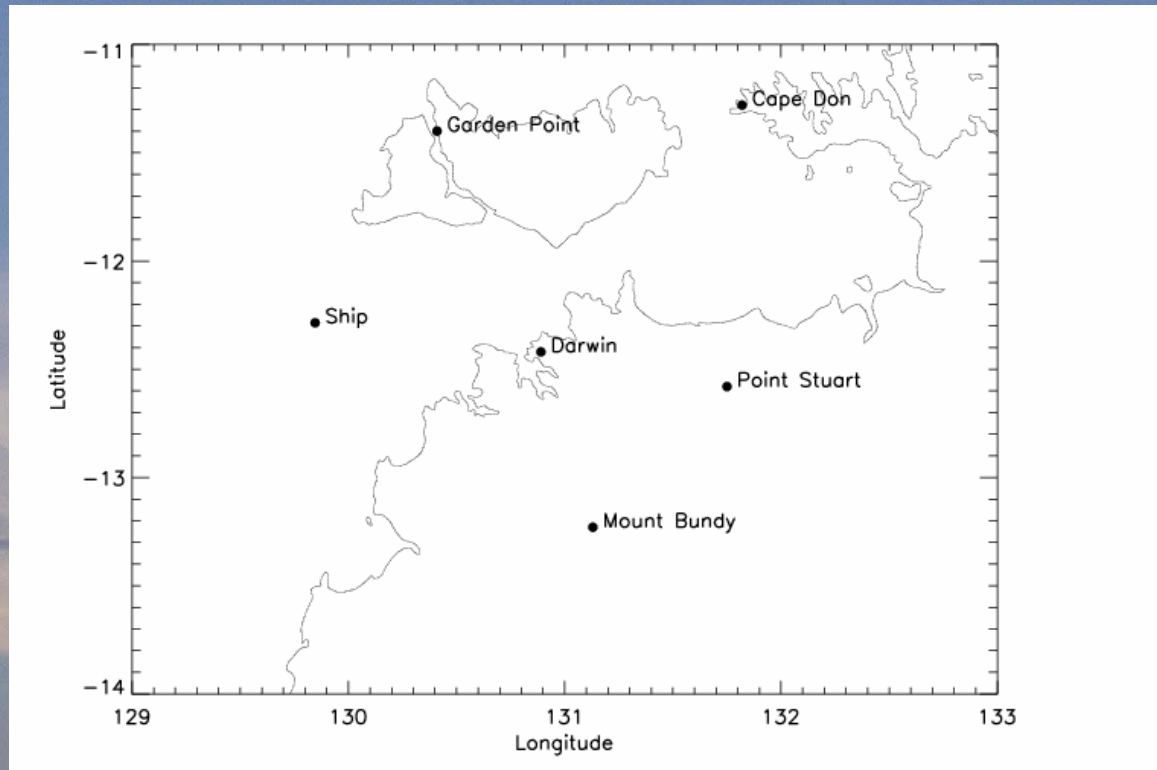 -11
Cape Don
Garden Point
-12
Ship
Darwin
Point Stuart
Latitude
-13
Mount Bundy
-14
129 130 131 132 133
Longitude